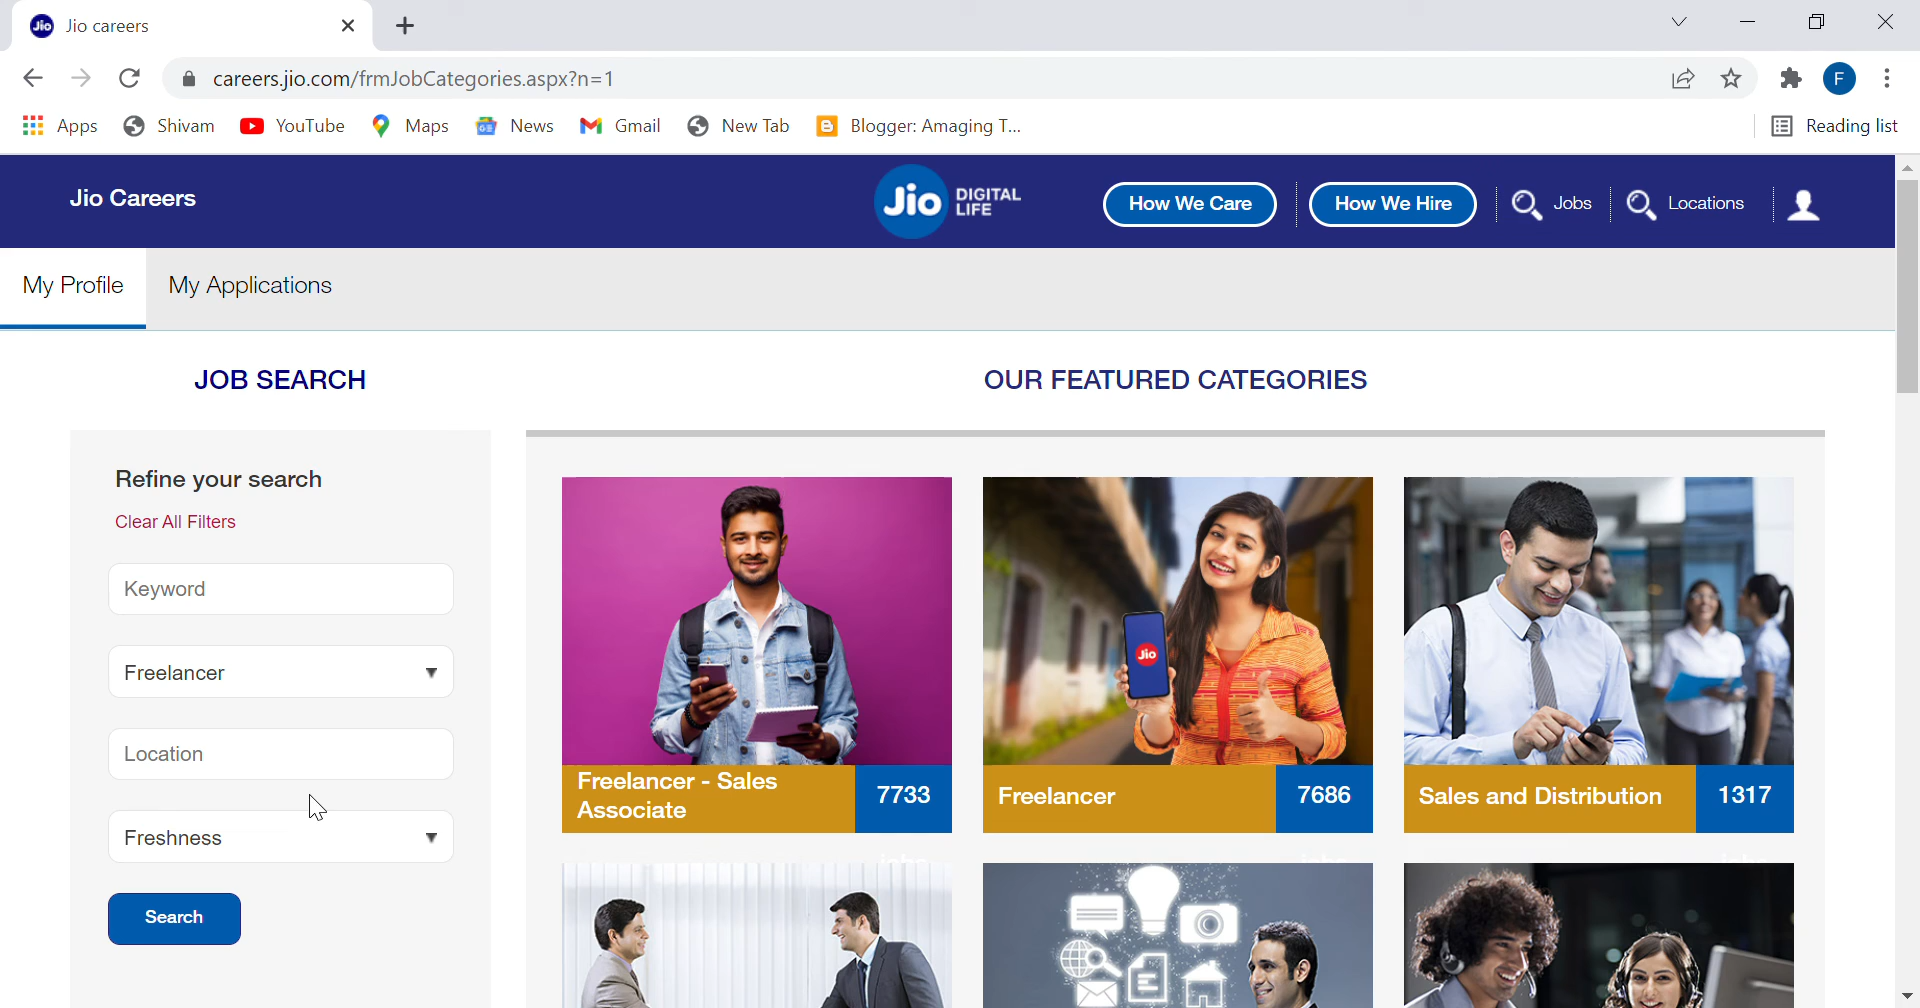 Jio Jio careers
careers.jio.com/frmJobCategories.aspx?n=1
F
Apps Shivam YouTube Maps News Gmail New Tab Blogger: Amaging T... Reading list
Jio Careers
Jio DIGITAL
LIFE
How We Care How We Hire Jobs Locations
My Profile My Applications
JOB SEARCH
OUR FEATURED CATEGORIES
Refine your search
Clear All Filters
Keyword
Freelancer
Location
Freshness
Search
Jio
Freelancer - Sales
Associate
7733
Freelancer 7686
Sales and Distribution 1317